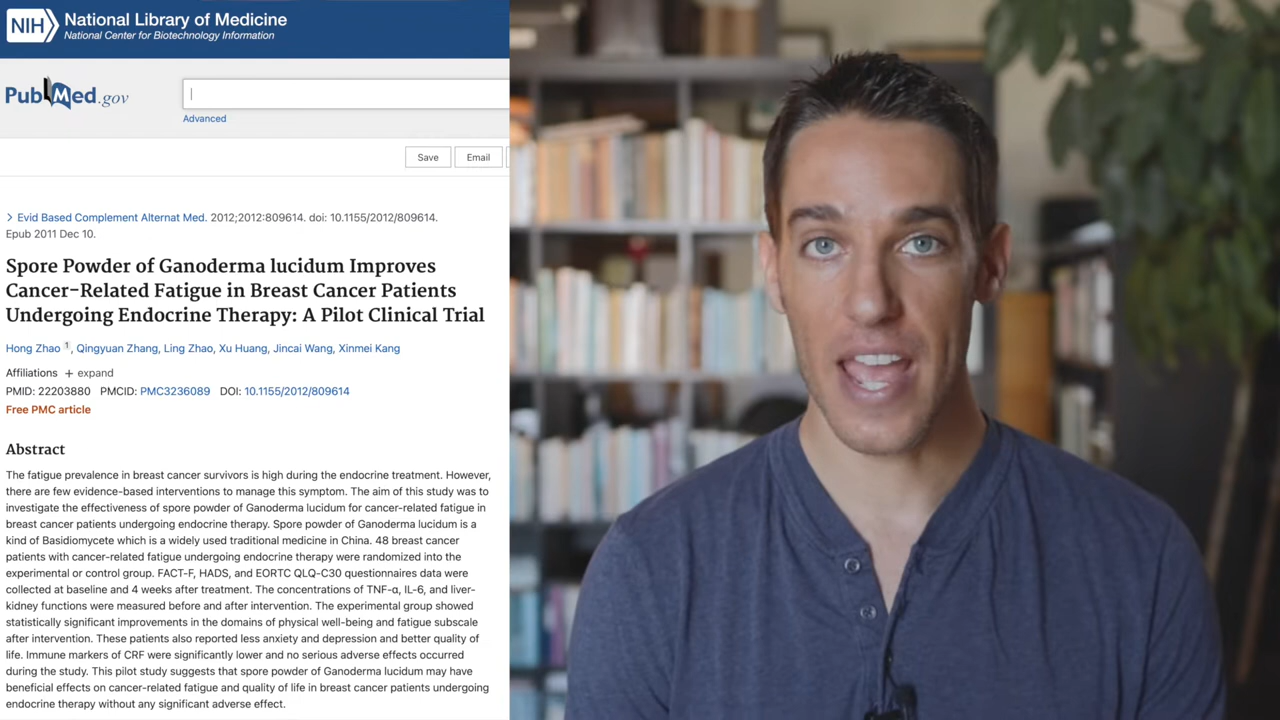 NIH
National Library of Medicine
National Center for Biotechnology Information
PubMed.gov
Advanced
Save Email
Evid Based Complement Alternat Med. 2012;2012:809614. doi: 10.1155/2012/809614.
Epub 2011 Dec 10.
Spore Powder of Ganoderma lucidum Improves
Cancer-Related Fatigue in Breast Cancer Patients
Undergoing Endocrine Therapy: A Pilot Clinical Trial
Hong Zhao 1, Qingyuan Zhang, Ling Zhao, Xu Huang, Jincai Wang, Xinmei Kang
Affiliations + expand
PMID: 22203880 PMCID: PMC3236089 DOI: 10.1155/2012/809614
Free PMC article
Abstract
The fatigue prevalence in breast cancer survivors is high during the endocrine treatment. However,
there are few evidence-based interventions to manage this symptom. The aim of this study was to
investigate the effectiveness of spore powder of Ganoderma lucidum for cancer-related fatigue in
breast cancer patients undergoing endocrine therapy. Spore powder of Ganoderma lucidum is a
kind of Basidiomycete which is a widely used traditional medicine in China. 48 breast cancer
patients with cancer-related fatigue undergoing endocrine therapy were randomized into the
experimental or control group. FACT-F, HADS, and EORTC QLQ-C30 questionnaires data were
collected at baseline and 4 weeks after treatment. The concentrations of TNF-α, IL-6, and liver-
kidney functions were measured before and after intervention. The experimental group showed
statistically significant improvements in the domains of physical well-being and fatigue subscale
after intervention. These patients also reported less anxiety and depression and better quality of
life. Immune markers of CRF were significantly lower and no serious adverse effects occurred
during the study. This pilot study suggests that spore powder of Ganoderma lucidum may have
beneficial effects on cancer-related fatigue and quality of life in breast cancer patients undergoing
endocrine therapy without any significant adverse effect.